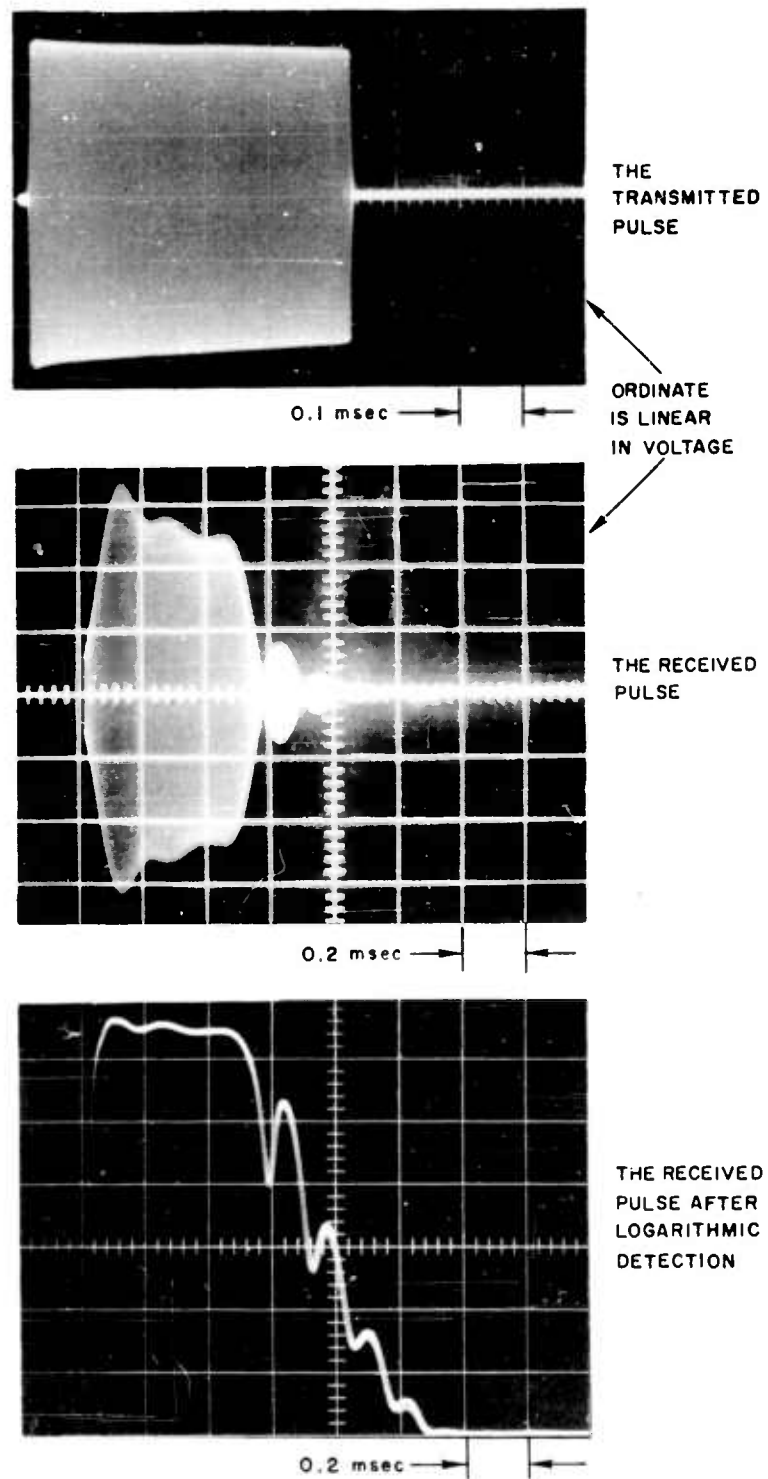 THE
TRANSMITTED
PULSE
0.1 msec
ORDINATE
IS LINEAR
IN VOLTAGE
THE RECEIVED
PULSE
0.2 msec
THE RECEIVED
PULSE AFTER
LOGARITHMIC
DETECTION
0.2 msec